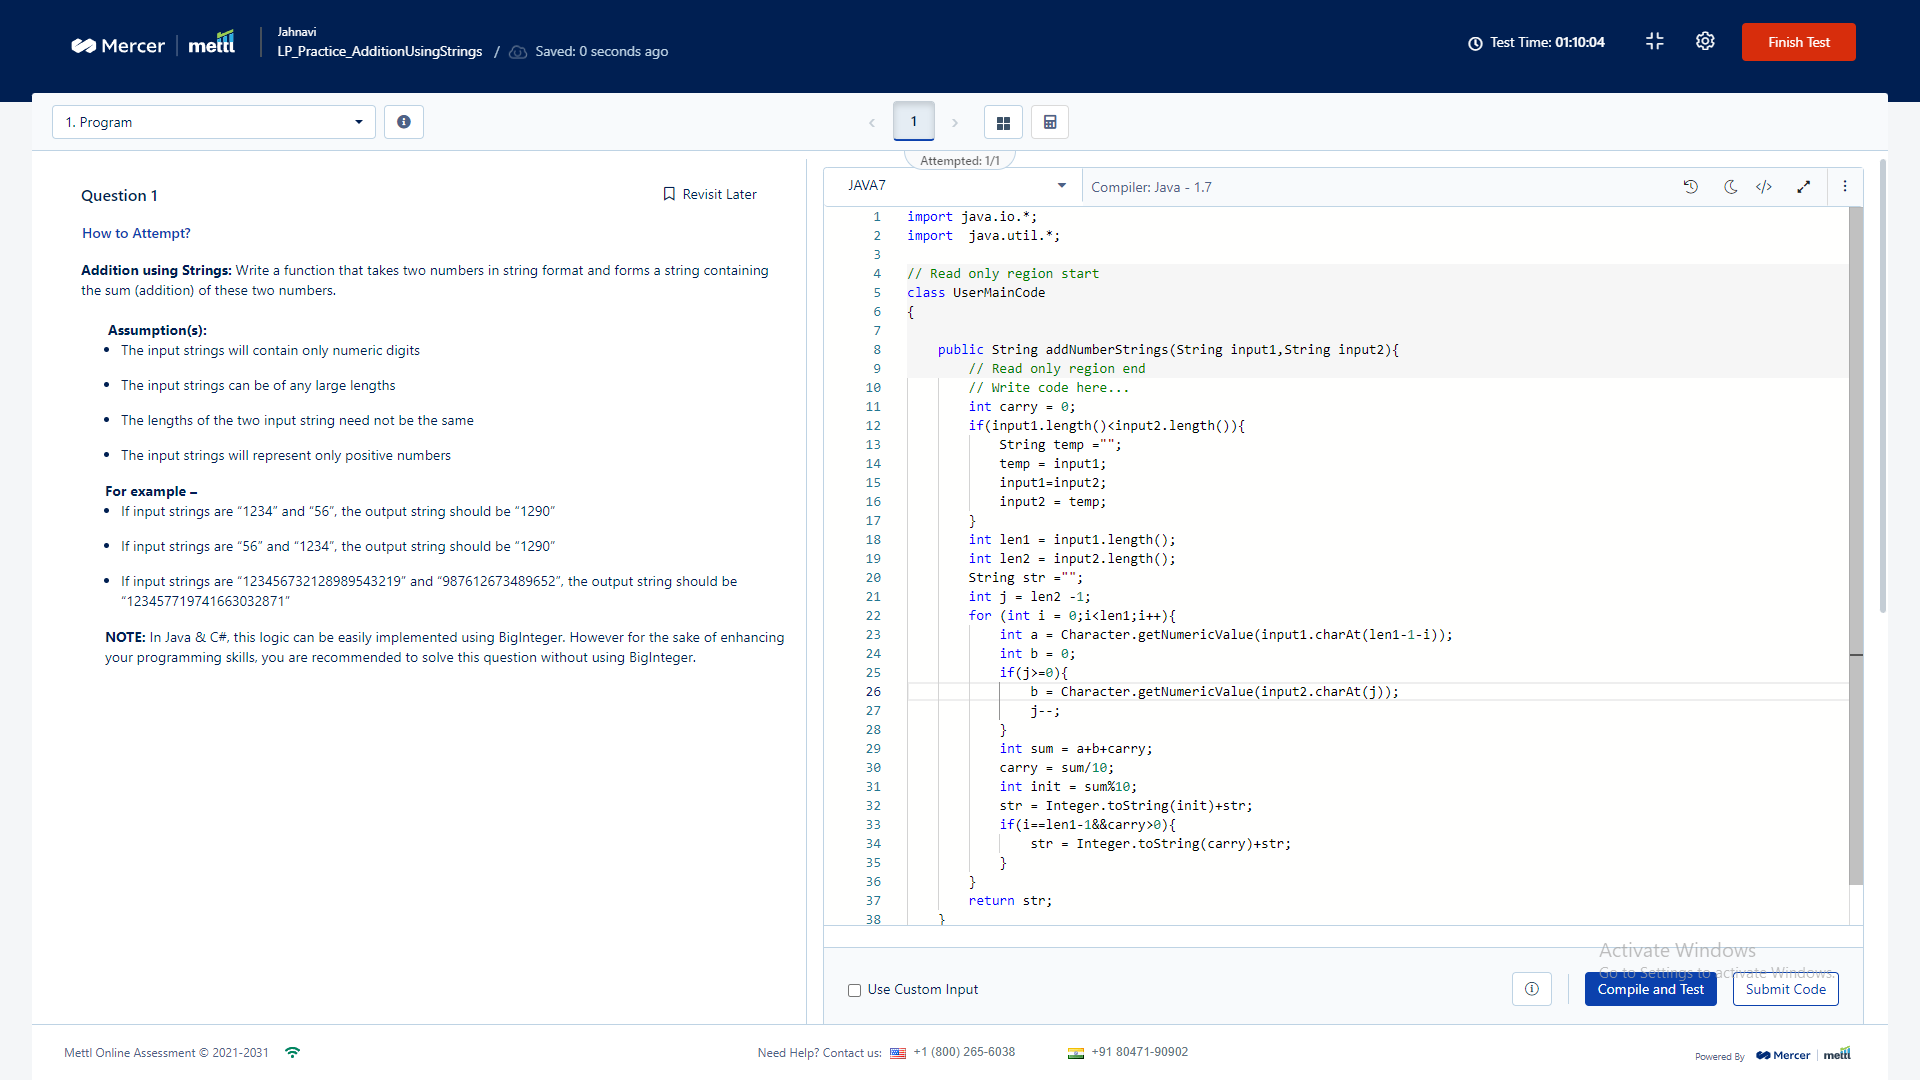 Mercer
mettl
Jahnavi
LP_Practice_AdditionUsingStrings / Saved: 0 seconds ago
Test Time: 01:10:04
Finish Test
1. Program
1
Attempted: 1/1
Question 1
Revisit Later
How to Attempt?
Addition using Strings: Write a function that takes two numbers in string format and forms a string containing
the sum (addition) of these two numbers.
Assumption(s):
• The input strings will contain only numeric digits
• The input strings can be of any large lengths
• The lengths of the two input string need not be the same
• The input strings will represent only positive numbers
For example –
• If input strings are “1234” and “56”, the output string should be “1290”
• If input strings are “56” and “1234”, the output string should be “1290”
• If input strings are “123456732128989543219” and “987612673489652”, the output string should be
“123457719741663032871”
NOTE: In Java & C#, this logic can be easily implemented using BigInteger. However for the sake of enhancing
your programming skills, you are recommended to solve this question without using BigInteger.
JAVA7
Compiler: Java - 1.7
1 import java.io.*;
2 import  java.util.*;
3
4 // Read only region start
5 class UserMainCode
6 {
7
8     public String addNumberStrings(String input1,String input2){
9         // Read only region end
10         // Write code here...
11         int carry = 0;
12         if(input1.length()<input2.length()){
13             String temp ="";
14             temp = input1;
15             input1=input2;
16             input2 = temp;
17         }
18         int len1 = input1.length();
19         int len2 = input2.length();
20         String str ="";
21         int j = len2 -1;
22         for (int i = 0;i<len1;i++){
23             int a = Character.getNumericValue(input1.charAt(len1-1-i));
24             int b = 0;
25             if(j>=0){
26                 b = Character.getNumericValue(input2.charAt(j));
27                 j--;
28             }
29             int sum = a+b+carry;
30             carry = sum/10;
31             int init = sum%10;
32             str = Integer.toString(init)+str;
33             if(i==len1-1&&carry>0){
34                 str = Integer.toString(carry)+str;
35             }
36         }
37         return str;
38     }
Activate Windows
Go to Settings to activate Windows.
Use Custom Input
Compile and Test
Submit Code
Mettl Online Assessment © 2021-2031
Need Help? Contact us: +1 (800) 265-6038
+91 80471-90902
Powered By Mercer mettl